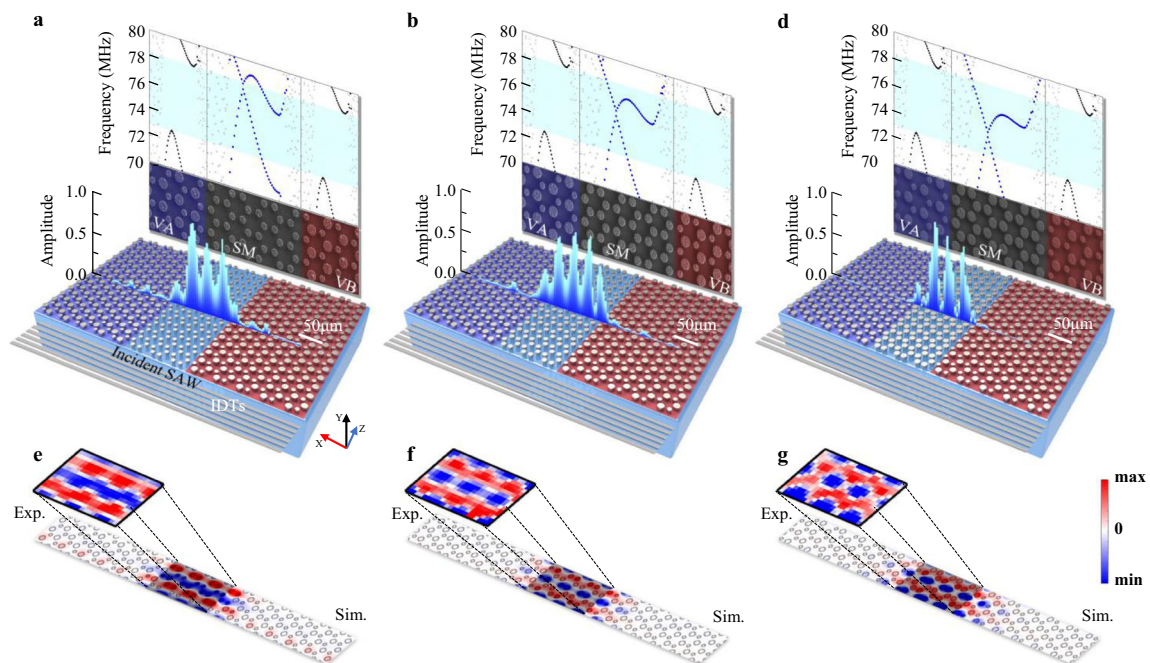 a
b
d
80
78
76
74
72
70
Frequency (MHz)
80
78
76
74
72
70
Frequency (MHz)
80
78
76
74
72
70
Frequency (MHz)
1.0
0.5
0.0
Amplitude
VA
SM
VB
50μm
1.0
0.5
0.0
Amplitude
VA
SM
VB
50μm
1.0
0.5
0.0
Amplitude
VA
SM
VB
50μm
Incident SAW
IDTs
X
Y
Z
e
f
g
Exp.
Sim.
Exp.
Sim.
Exp.
Sim.
max
0
min